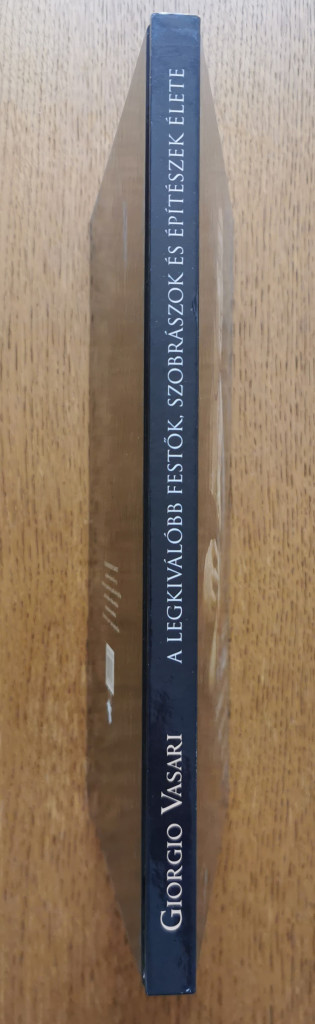 GIORGIO VASARI A LEGKIVÁLÓBB FESTŐK, SZOBRÁSZOK ÉS ÉPÍTÉSZEK ÉLETE